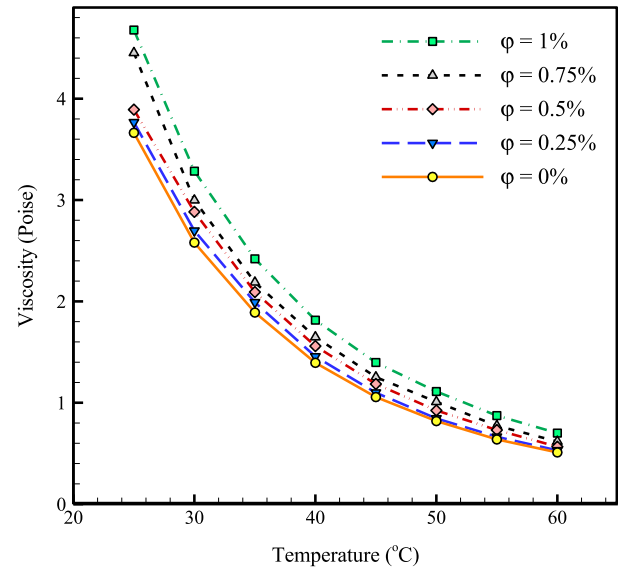 φ = 1%
φ = 0.75%
φ = 0.5%
φ = 0.25%
φ = 0%
Viscosity (Poise)
4
3
2
1
0
20 30 40 50 60
Temperature (°C)